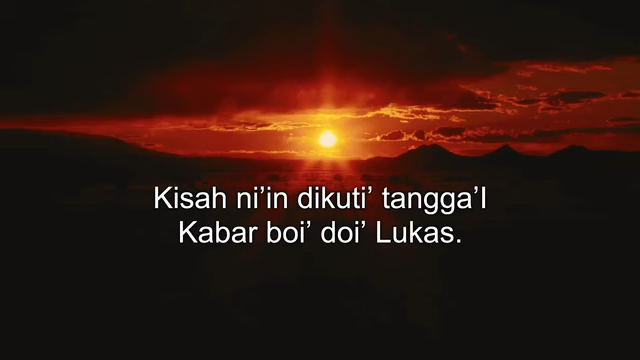 Kisah ni’in dikuti’ tangga’l
Kabar boi’ doi’ Lukas.